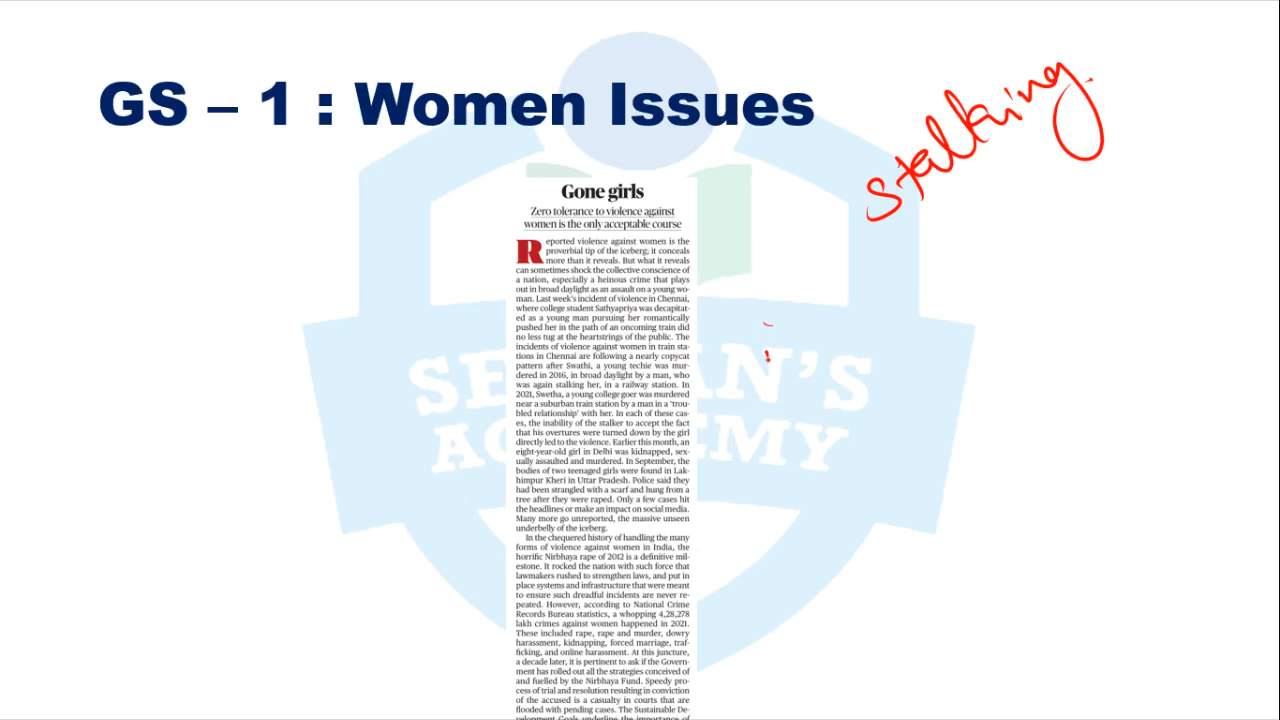 GS – 1 : Women Issues
stalking
Gone girls
Zero tolerance to violence against
women is the only acceptable course
Reported violence against women is the
proverbial tip of the iceberg; it conceals
more than it reveals. But what it reveals
can sometimes shock the collective conscience of
a nation, especially a heinous crime that plays
out in broad daylight as an assault on a young wo-
man. Last week's incident of violence in Chennai,
where college student Sathyapriya was decapitat-
ed as a young man pursuing her romantically
pushed her in the path of an oncoming train did
no less tug at the heartstrings of the public. The
incidents of violence against women in train sta-
tions in Chennai are following a nearly copycat
pattern after Swathi, a young techie was mur-
dered in 2016, in broad daylight by a man, who
was again stalking her, in a railway station. In
2021, Swetha, a young college goer was murdered
near a suburban train station by a man in a 'trou-
bled relationship' with her. In each of these cas-
es, the inability of the stalker to accept the fact
that his overtures were turned down by the girl
directly led to the violence. Earlier this month, an
eight-year-old girl in Delhi was kidnapped, sex-
ually assaulted and murdered. In September, the
bodies of two teenaged girls were found in Lak-
himpur Kheri in Uttar Pradesh. Police said they
had been strangled with a scarf and hung from a
tree after they were raped. Only a few cases hit
the headlines or make an impact on social media.
Many more go unreported, the massive unseen
underbelly of the iceberg.
In the chequered history of handling the many
forms of violence against women in India, the
horrific Nirbhaya rape of 2012 is a definitive mil-
estone. It rocked the nation with such force that
lawmakers rushed to strengthen laws, and put in
place systems and infrastructure that were meant
to ensure such dreadful incidents are never re-
peated. However, according to National Crime
Records Bureau statistics, a whopping 4,28,278
lakh crimes against women happened in 2021.
These included rape, rape and murder, dowry
harassment, kidnapping, forced marriage, traf-
ficking, and online harassment. At this juncture,
a decade later, it is pertinent to ask if the Govern-
ment has rolled out all the strategies conceived of
and fuelled by the Nirbhaya Fund. Speedy pro-
cess of trial and resolution resulting in conviction
of the accused is a casualty in courts that are
flooded with pending cases. The Sustainable De-
velopment Goals underline the importance of